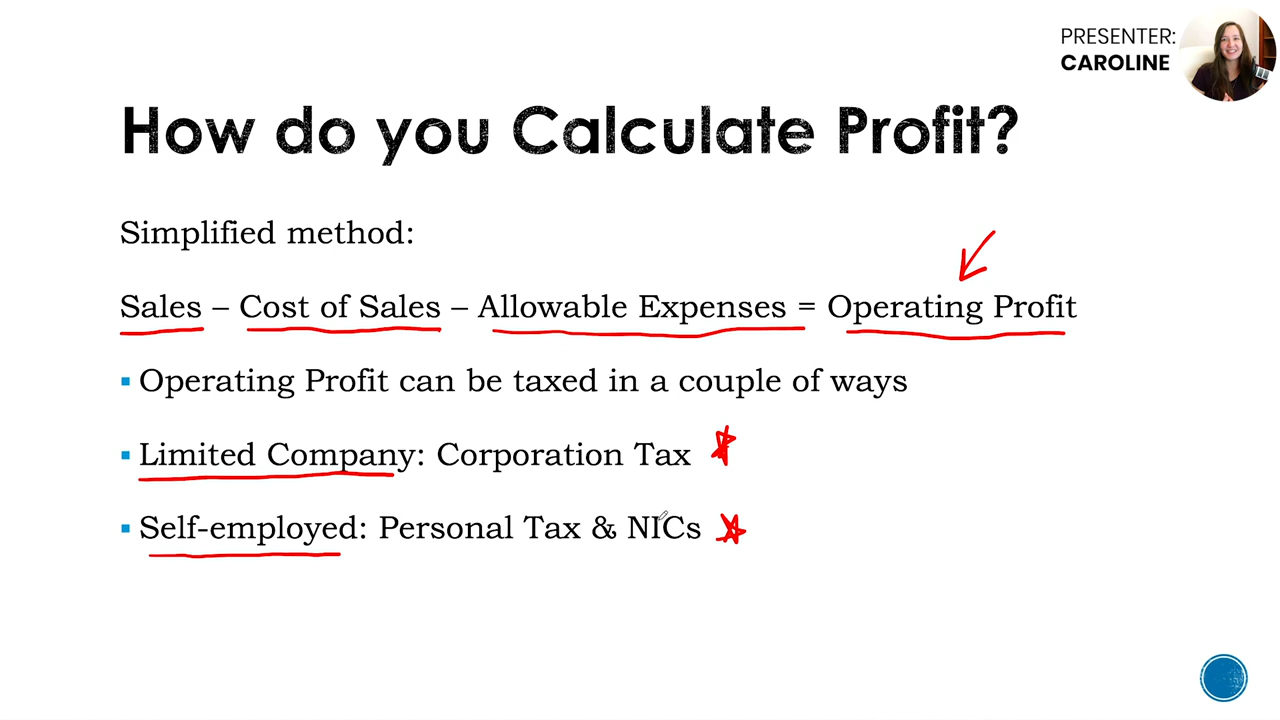 PRESENTER:
CAROLINE
How do you Calculate Profit?
Simplified method:
Sales – Cost of Sales – Allowable Expenses = Operating Profit
▪ Operating Profit can be taxed in a couple of ways
▪ Limited Company: Corporation Tax
▪ Self-employed: Personal Tax & NICs